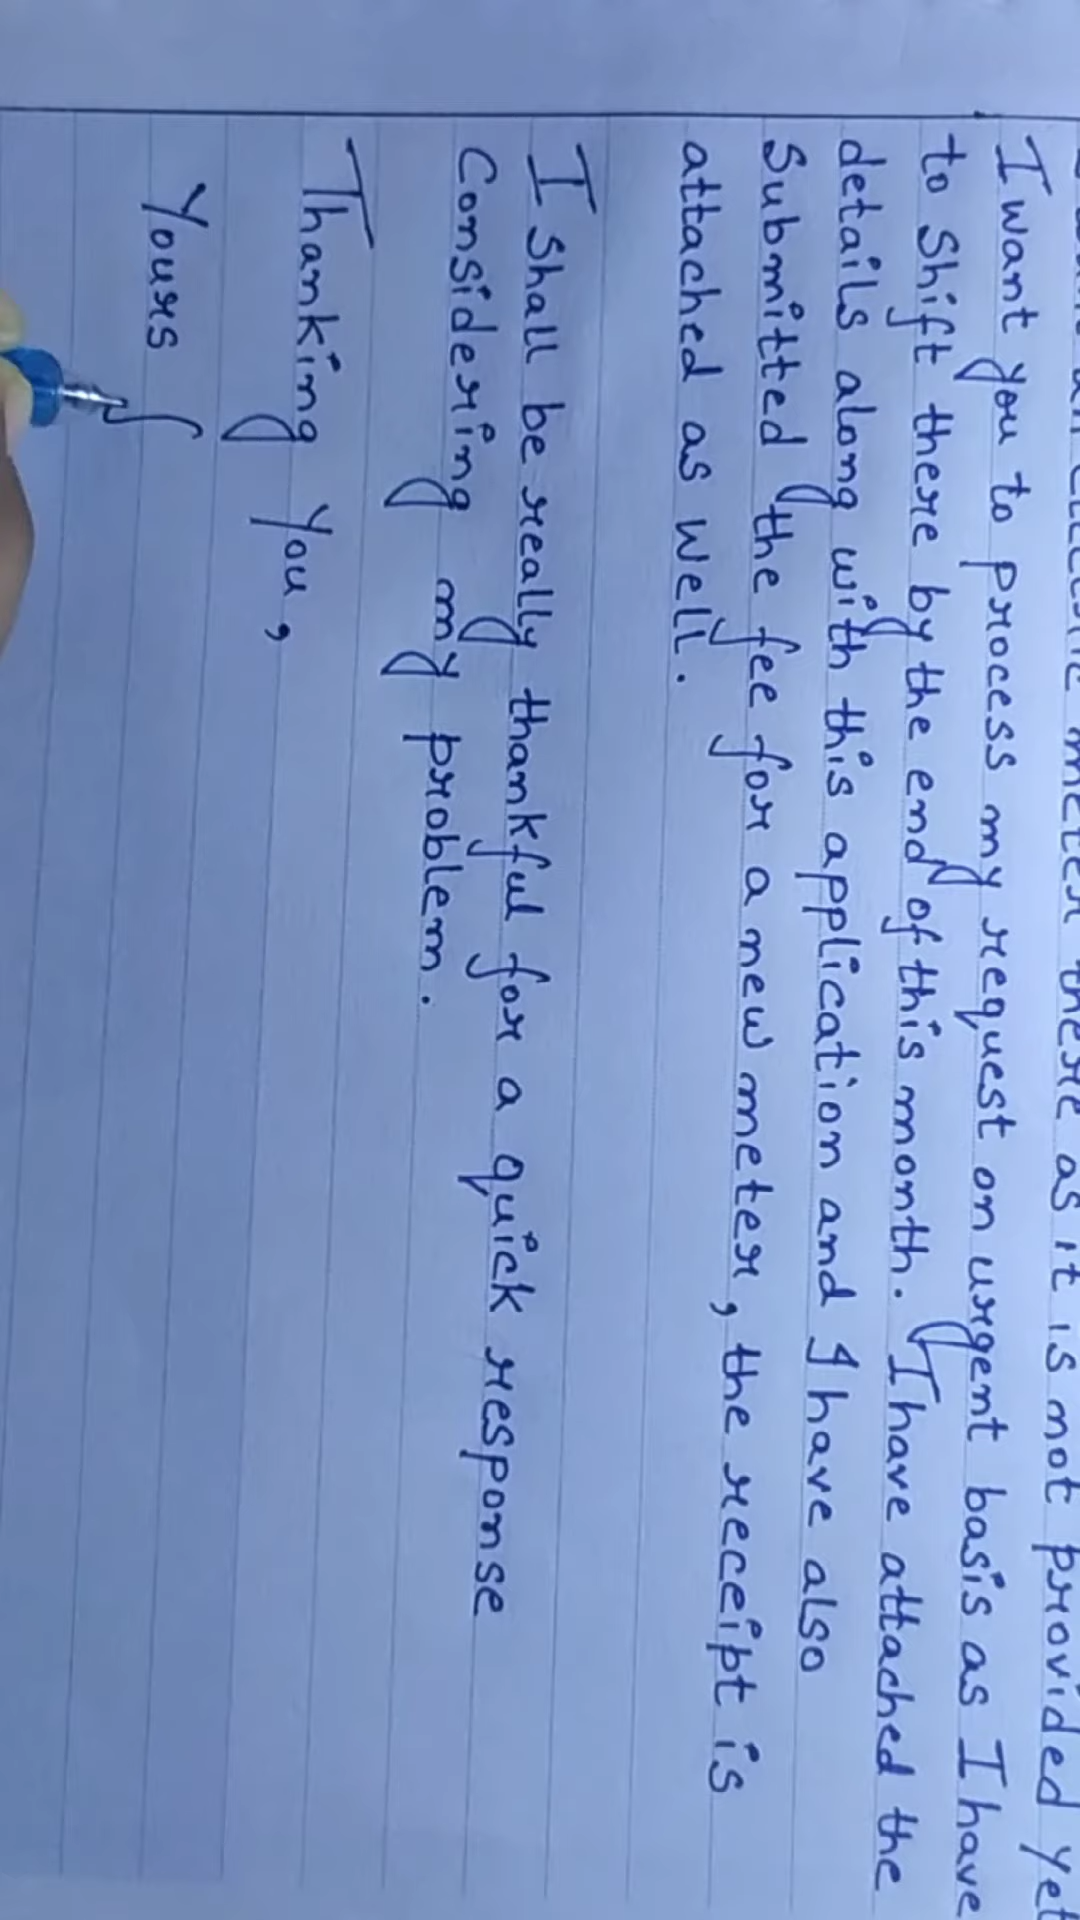 meter there as it is not provided yet
I want you to process my request on urgent basis as I have
to Shift there by the end of this month. I have attached the
details along with this application and I have also
Submitted the fee for a new meter, the receipt is
attached as well.
I Shall be really thankful for a quick response
Considering my problem.
Thanking You,
Yours